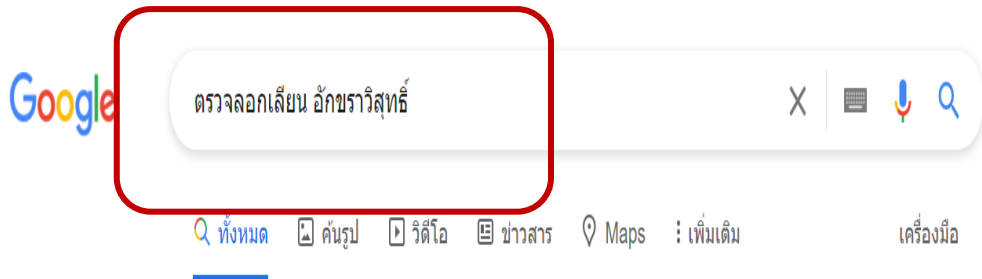 Google ตรวจลอกเลียน อักขราวิสุทธิ์
ทั้งหมด ค้นรูป วิดีโอ ข่าวสาร Maps เพิ่มเติม เครื่องมือ